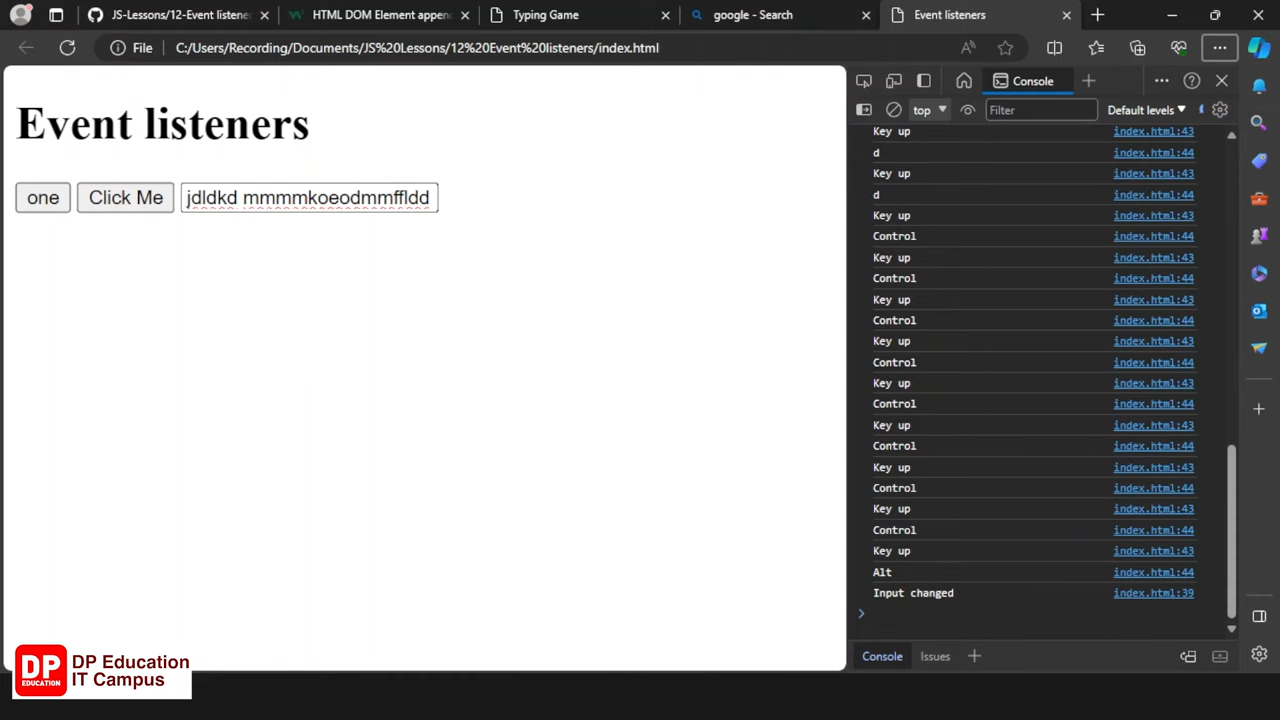 JS-Lessons/12-Event listene
HTML DOM Element appen
Typing Game
google - Search
Event listeners
File
C:/Users/Recording/Documents/JS%20Lessons/12%20Event%20listeners/index.html
Event listeners
one
Click Me
jdldkd mmmmkoeodmmffldd
Console
top
Filter
Default levels
Key up index.html:43
d index.html:44
Key up index.html:43
d index.html:44
Key up index.html:43
Control index.html:44
Key up index.html:43
Control index.html:44
Key up index.html:43
Control index.html:44
Key up index.html:43
Control index.html:44
Key up index.html:43
Control index.html:44
Key up index.html:43
Control index.html:44
Key up index.html:43
Control index.html:44
Key up index.html:43
Control index.html:44
Key up index.html:43
Alt index.html:44
Input changed index.html:39
Console
Issues
DP
EDUCATION
DP Education
IT Campus